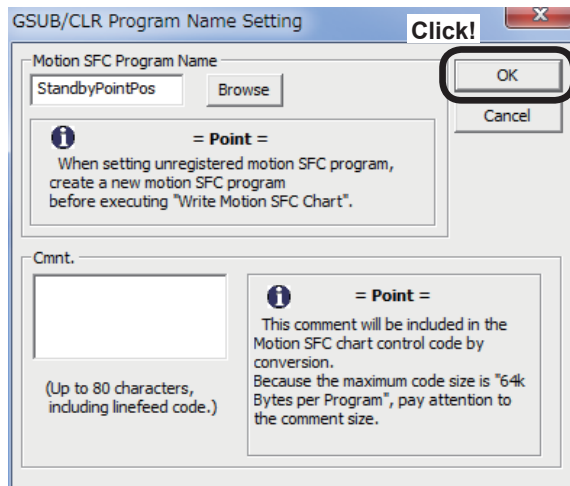 GSUB/CLR Program Name Setting
Click!
Motion SFC Program Name
StandbyPointPos
Browse
OK
Cancel
= Point =
When setting unregistered motion SFC program,
create a new motion SFC program
before executing "Write Motion SFC Chart".
Cmnt.
(Up to 80 characters,
including linefeed code.)
= Point =
This comment will be included in the
Motion SFC chart control code by
conversion.
Because the maximum code size is "64k
Bytes per Program", pay attention to
the comment size.